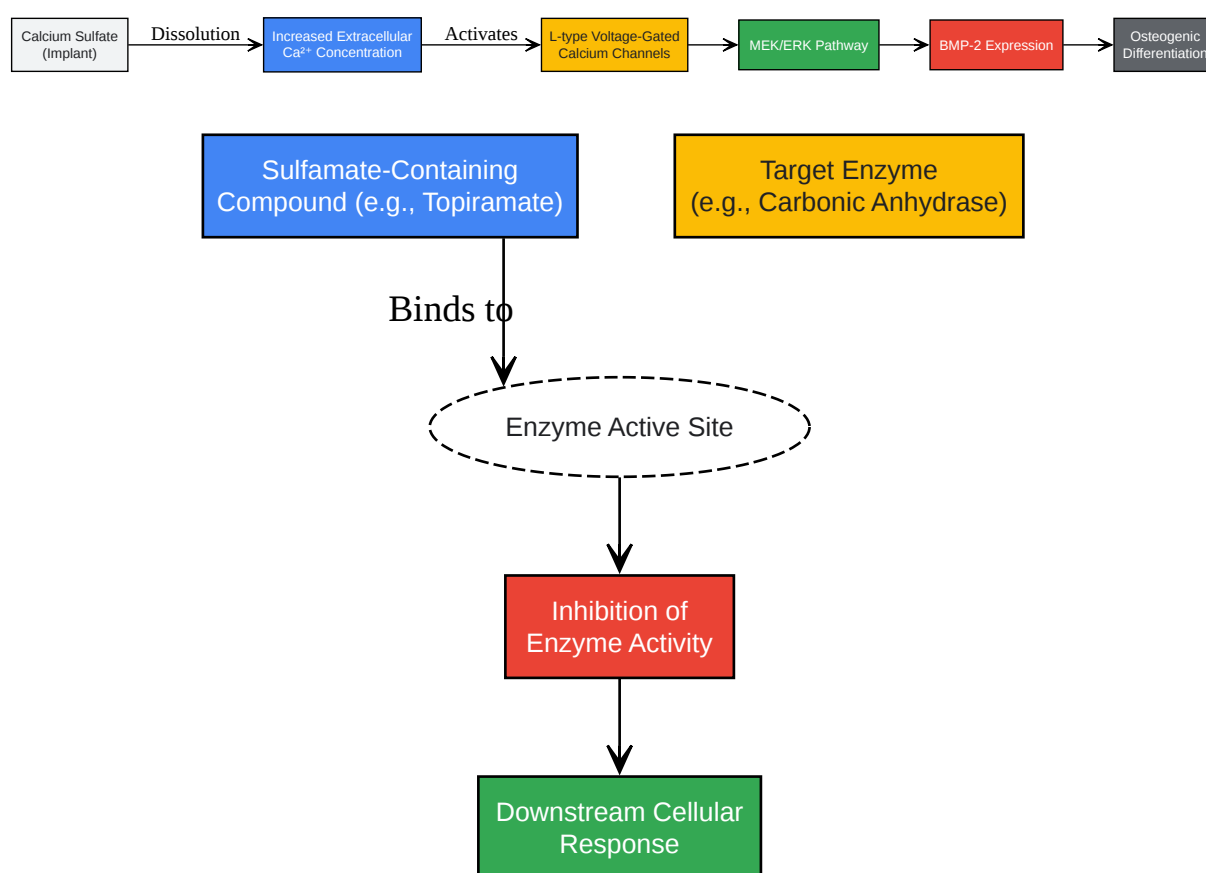 Calcium Sulfate
(Implant)
Dissolution
Increased Extracellular
Ca²⁺ Concentration
Activates
L-type Voltage-Gated
Calcium Channels
MEK/ERK Pathway
BMP-2 Expression
Osteogenic
Differentiation
Sulfamate-Containing
Compound (e.g., Topiramate)
Target Enzyme
(e.g., Carbonic Anhydrase)
Binds to
Enzyme Active Site
Inhibition of
Enzyme Activity
Downstream Cellular
Response